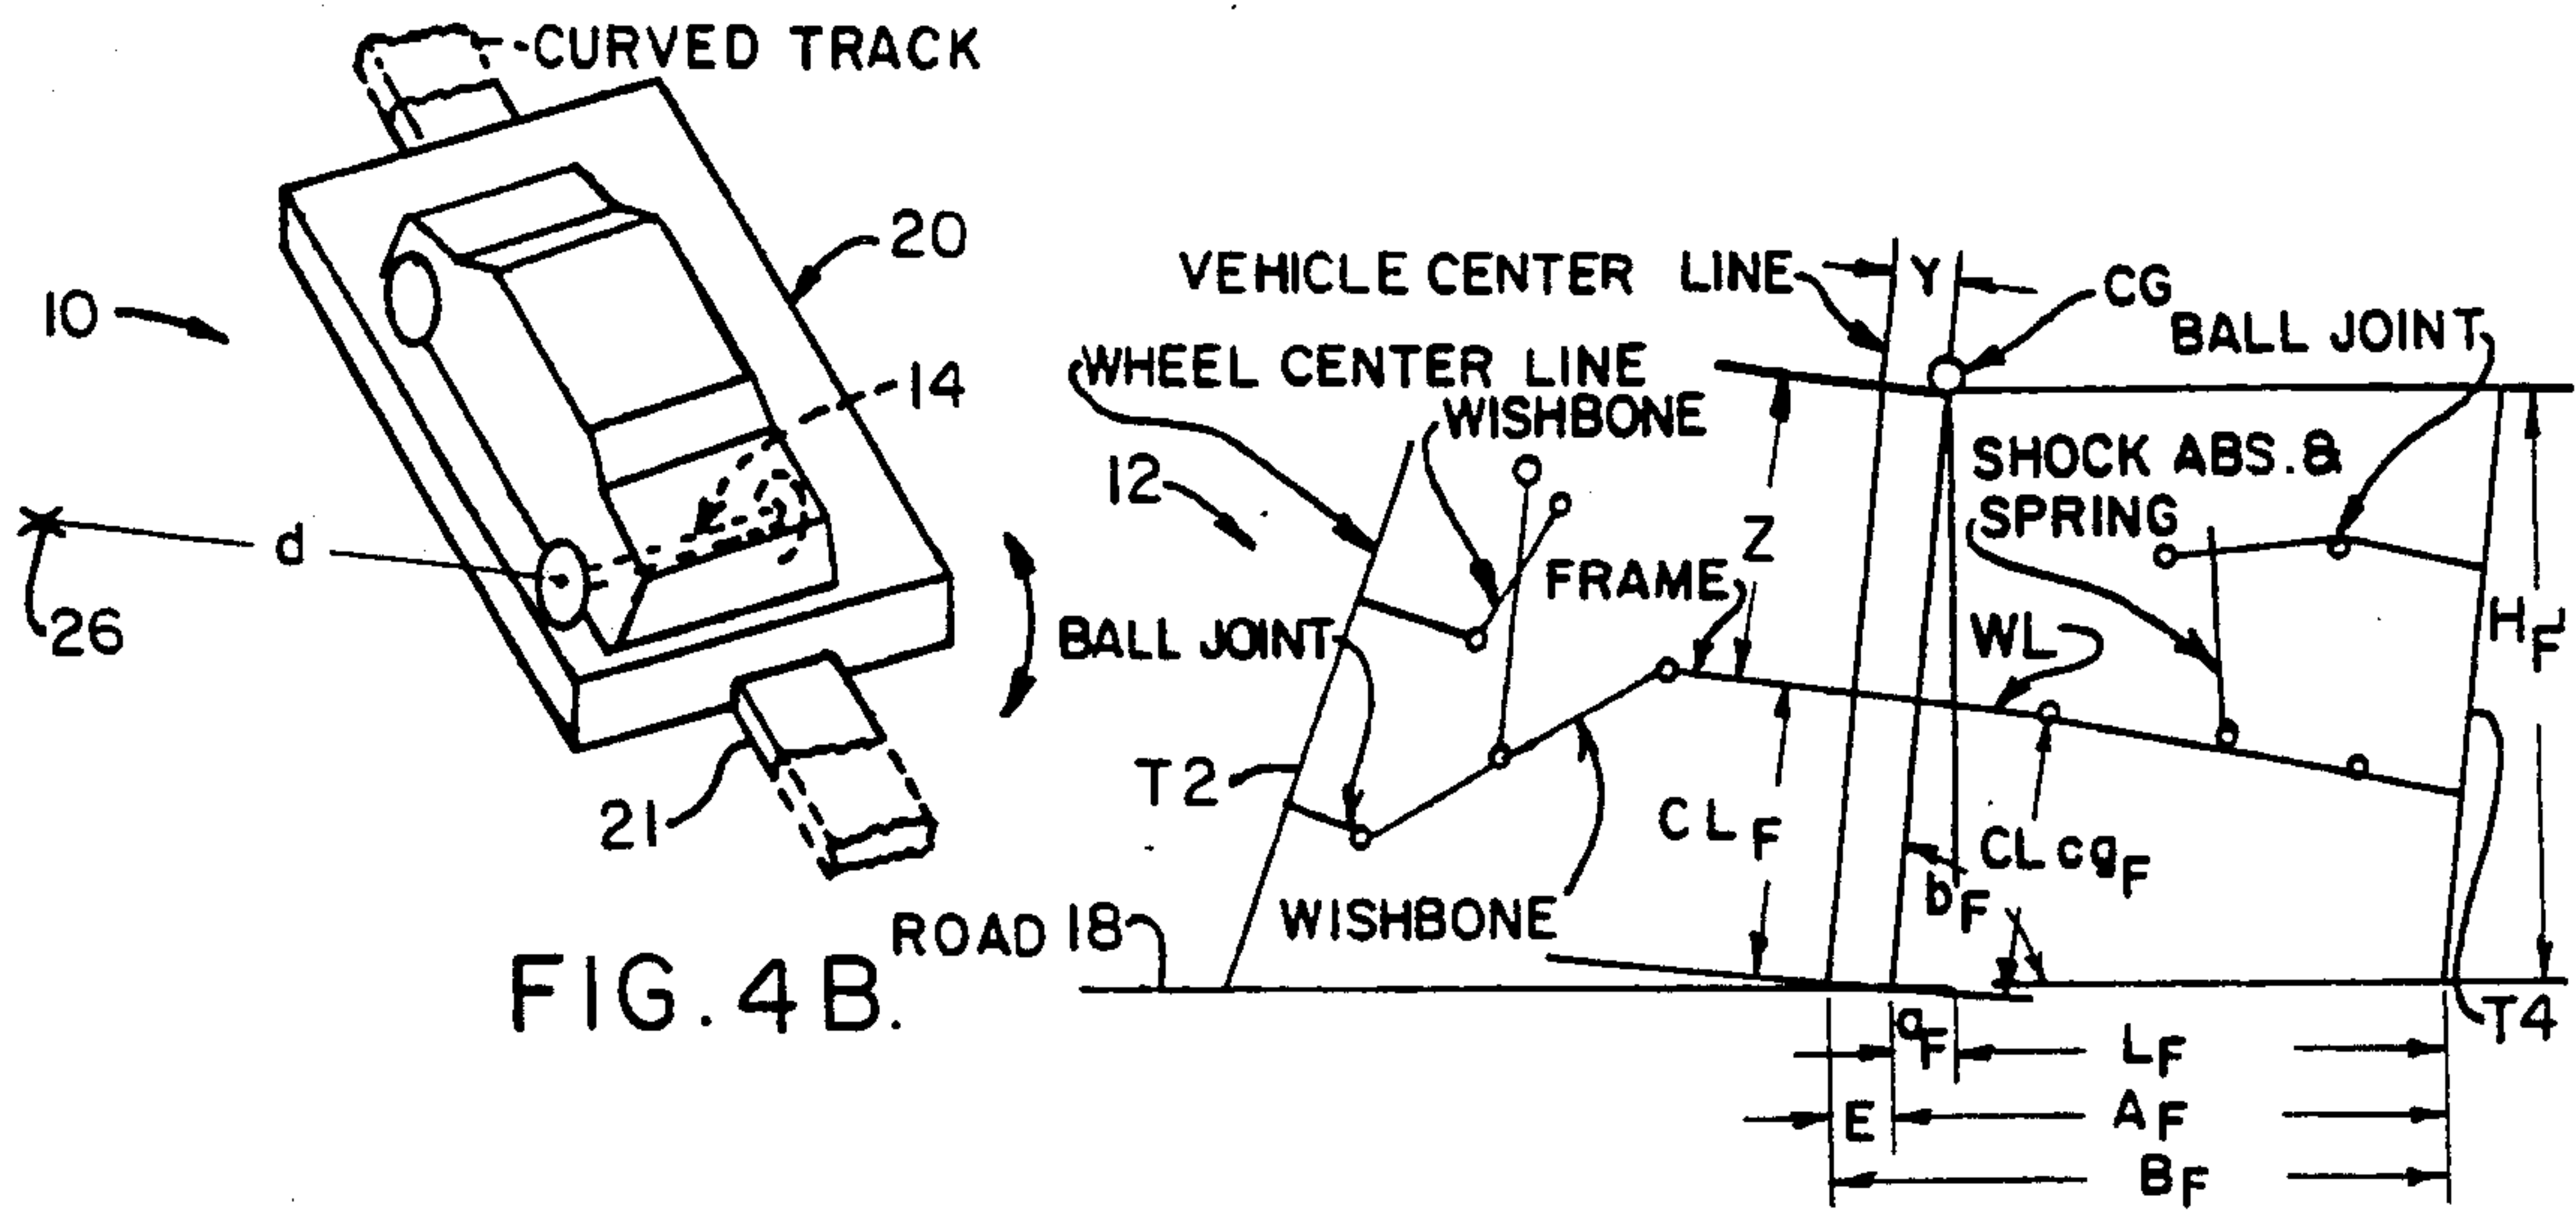 CURVED TRACK
20
10
14
d
26
21
FIG. 4B.
VEHICLE CENTER LINE
Y
CG
BALL JOINT
WHEEL CENTER LINE
WISHBONE
12
SHOCK ABS. &
SPRING
Z
FRAME
BALL JOINT
WL
HF
T2
CLF
CLcgF
bF
ROAD 18
WISHBONE
T4
aF
LF
E
AF
BF